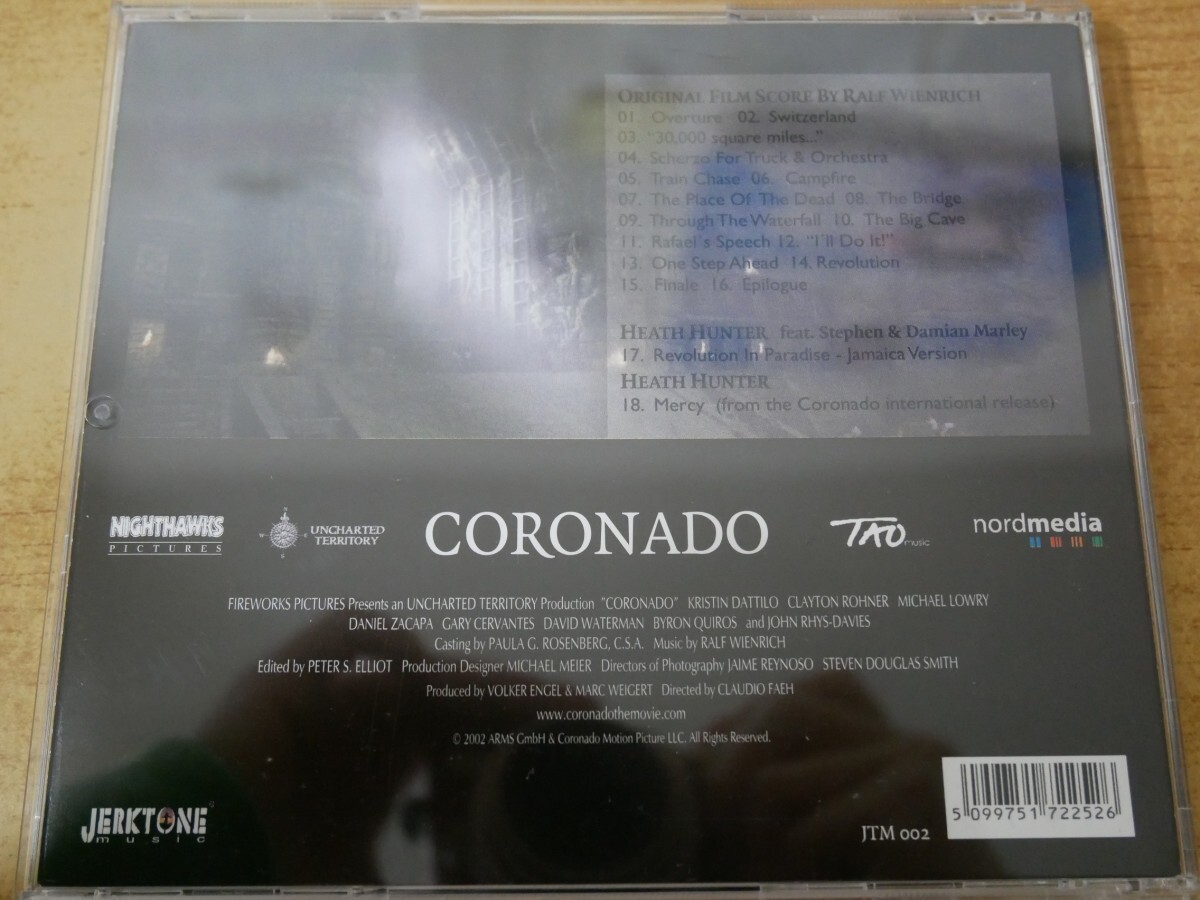 ORIGINAL FILM SCORE BY RALF WIENRICH
01. Overture 02. Switzerland
03. "30,000 square miles..."
04. Scherzo For Truck & Orchestra
05. Train Chase 06. Campfire
07. The Place Of The Dead 08. The Bridge
09. Through The Waterfall 10. The Big Cave
11. Rafael´s Speech 12. "I´ll Do It!"
13. One Step Ahead 14. Revolution
15. Finale 16. Epilogue
HEATH HUNTER feat. Stephen & Damian Marley
17. Revolution In Paradise - Jamaica Version
HEATH HUNTER
18. Mercy (from the Coronado international release)
NIGHTHAWKS
PICTURES
UNCHARTED
TERRITORY
CORONADO
TAO music
nordmedia
FIREWORKS PICTURES Presents an UNCHARTED TERRITORY Production "CORONADO" KRISTIN DATTILO CLAYTON ROHNER MICHAEL LOWRY
DANIEL ZACAPA GARY CERVANTES DAVID WATERMAN BYRON QUIROS and JOHN RHYS-DAVIES
Casting by PAULA G. ROSENBERG, C.S.A. Music by RALF WIENRICH
Edited by PETER S. ELLIOT Production Designer MICHAEL MEIER Directors of Photography JAIME REYNOSO STEVEN DOUGLAS SMITH
Produced by VOLKER ENGEL & MARC WEIGERT Directed by CLAUDIO FAEH
www.coronadothemovie.com
© 2002 ARMS GmbH & Coronado Motion Picture LLC. All Rights Reserved.
JERKTONE
music
JTM 002
5 099751 722526